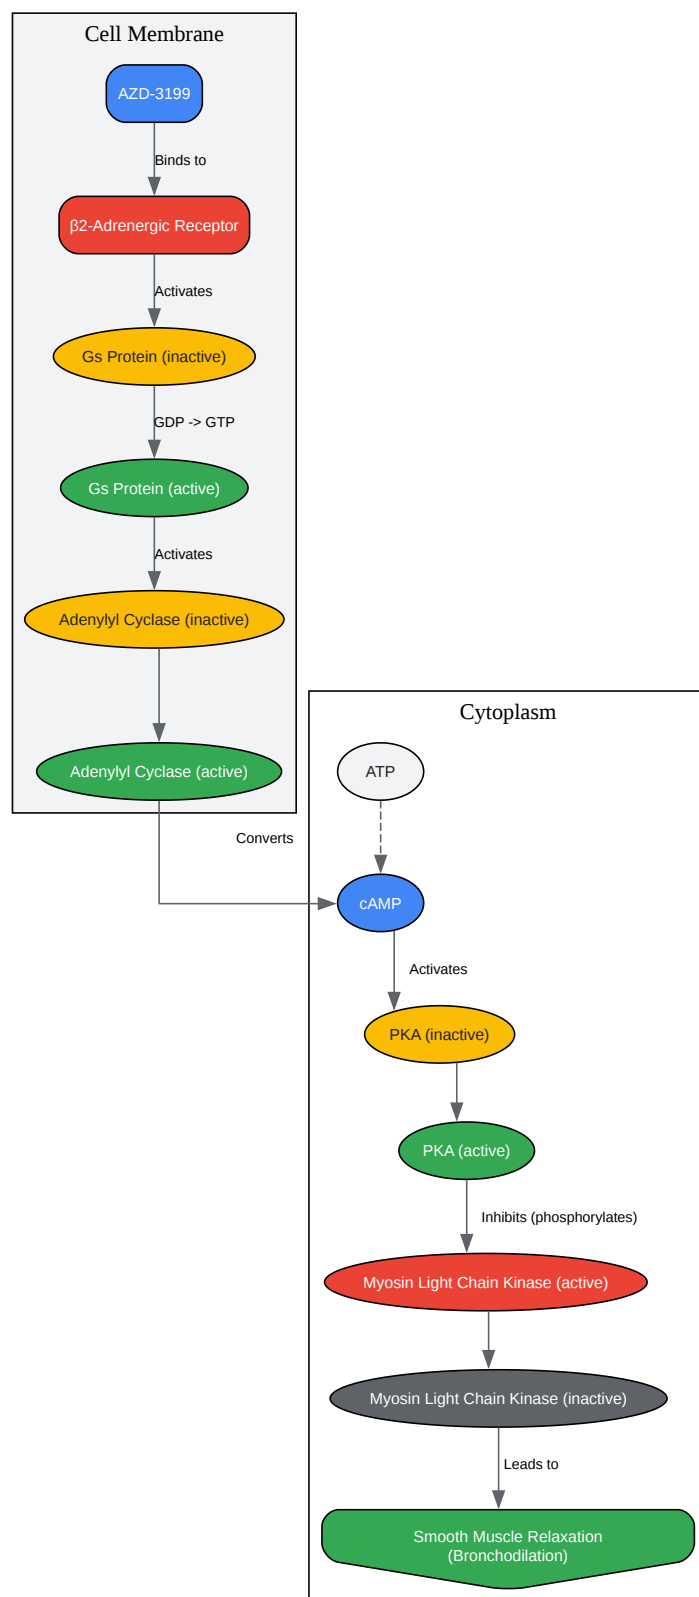 Cell Membrane
AZD-3199
Binds to
β2-Adrenergic Receptor
Activates
Gs Protein (inactive)
GDP -> GTP
Gs Protein (active)
Activates
Adenylyl Cyclase (inactive)
Adenylyl Cyclase (active)
Converts
Cytoplasm
ATP
cAMP
Activates
PKA (inactive)
PKA (active)
Inhibits (phosphorylates)
Myosin Light Chain Kinase (active)
Myosin Light Chain Kinase (inactive)
Leads to
Smooth Muscle Relaxation
(Bronchodilation)